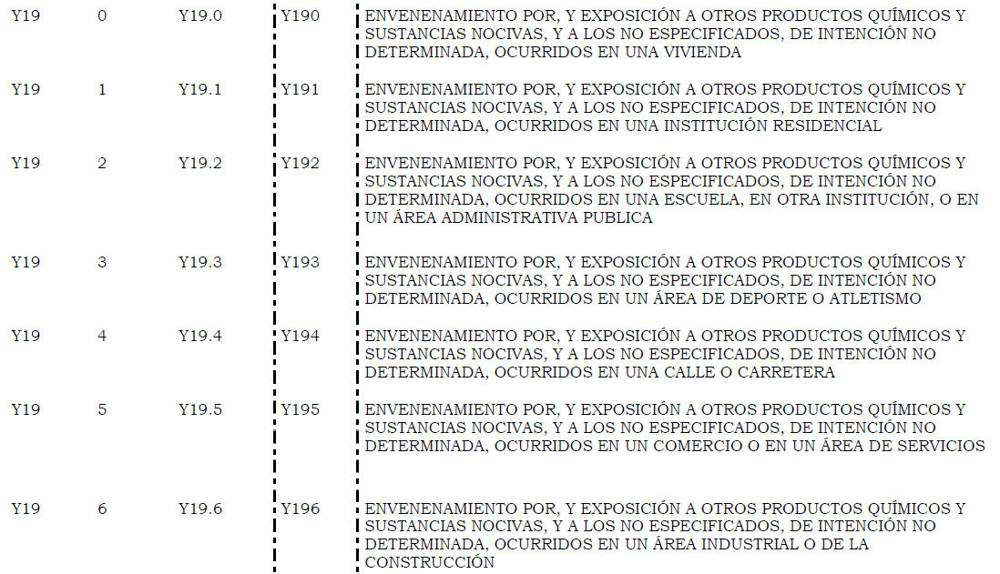 Y19 0 Y19.0 Y190 ENVENENAMIENTO POR, Y EXPOSICIÓN A OTROS PRODUCTOS QUÍMICOS Y
SUSTANCIAS NOCIVAS, Y A LOS NO ESPECIFICADOS, DE INTENCIÓN NO
DETERMINADA, OCURRIDOS EN UNA VIVIENDA
Y19 1 Y19.1 Y191 ENVENENAMIENTO POR, Y EXPOSICIÓN A OTROS PRODUCTOS QUÍMICOS Y
SUSTANCIAS NOCIVAS, Y A LOS NO ESPECIFICADOS, DE INTENCIÓN NO
DETERMINADA, OCURRIDOS EN UNA INSTITUCIÓN RESIDENCIAL
Y19 2 Y19.2 Y192 ENVENENAMIENTO POR, Y EXPOSICIÓN A OTROS PRODUCTOS QUÍMICOS Y
SUSTANCIAS NOCIVAS, Y A LOS NO ESPECIFICADOS, DE INTENCIÓN NO
DETERMINADA, OCURRIDOS EN UNA ESCUELA, EN OTRA INSTITUCIÓN, O EN
UN ÁREA ADMINISTRATIVA PUBLICA
Y19 3 Y19.3 Y193 ENVENENAMIENTO POR, Y EXPOSICIÓN A OTROS PRODUCTOS QUÍMICOS Y
SUSTANCIAS NOCIVAS, Y A LOS NO ESPECIFICADOS, DE INTENCIÓN NO
DETERMINADA, OCURRIDOS EN UN ÁREA DE DEPORTE O ATLETISMO
Y19 4 Y19.4 Y194 ENVENENAMIENTO POR, Y EXPOSICIÓN A OTROS PRODUCTOS QUÍMICOS Y
SUSTANCIAS NOCIVAS, Y A LOS NO ESPECIFICADOS, DE INTENCIÓN NO
DETERMINADA, OCURRIDOS EN UNA CALLE O CARRETERA
Y19 5 Y19.5 Y195 ENVENENAMIENTO POR, Y EXPOSICIÓN A OTROS PRODUCTOS QUÍMICOS Y
SUSTANCIAS NOCIVAS, Y A LOS NO ESPECIFICADOS, DE INTENCIÓN NO
DETERMINADA, OCURRIDOS EN UN COMERCIO O EN UN ÁREA DE SERVICIOS
Y19 6 Y19.6 Y196 ENVENENAMIENTO POR, Y EXPOSICIÓN A OTROS PRODUCTOS QUÍMICOS Y
SUSTANCIAS NOCIVAS, Y A LOS NO ESPECIFICADOS, DE INTENCIÓN NO
DETERMINADA, OCURRIDOS EN UN ÁREA INDUSTRIAL O DE LA
CONSTRUCCIÓN